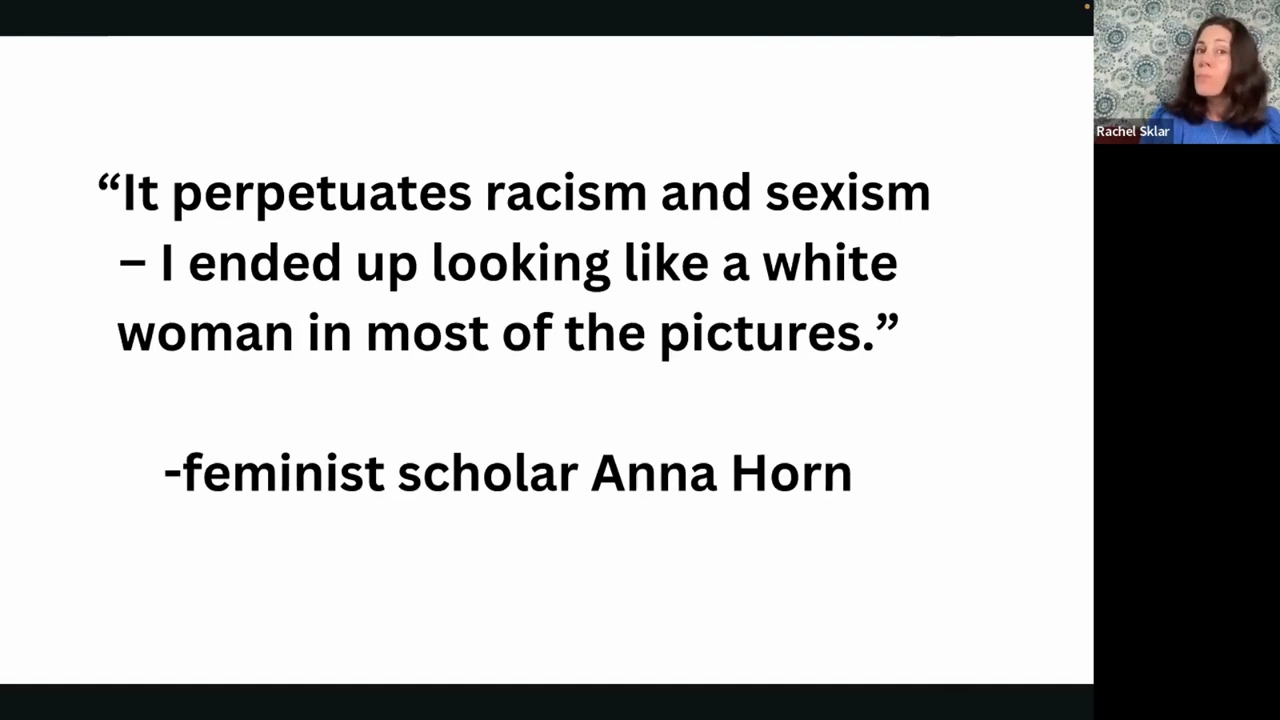 “It perpetuates racism and sexism
– I ended up looking like a white
woman in most of the pictures.”
-feminist scholar Anna Horn
Rachel Sklar